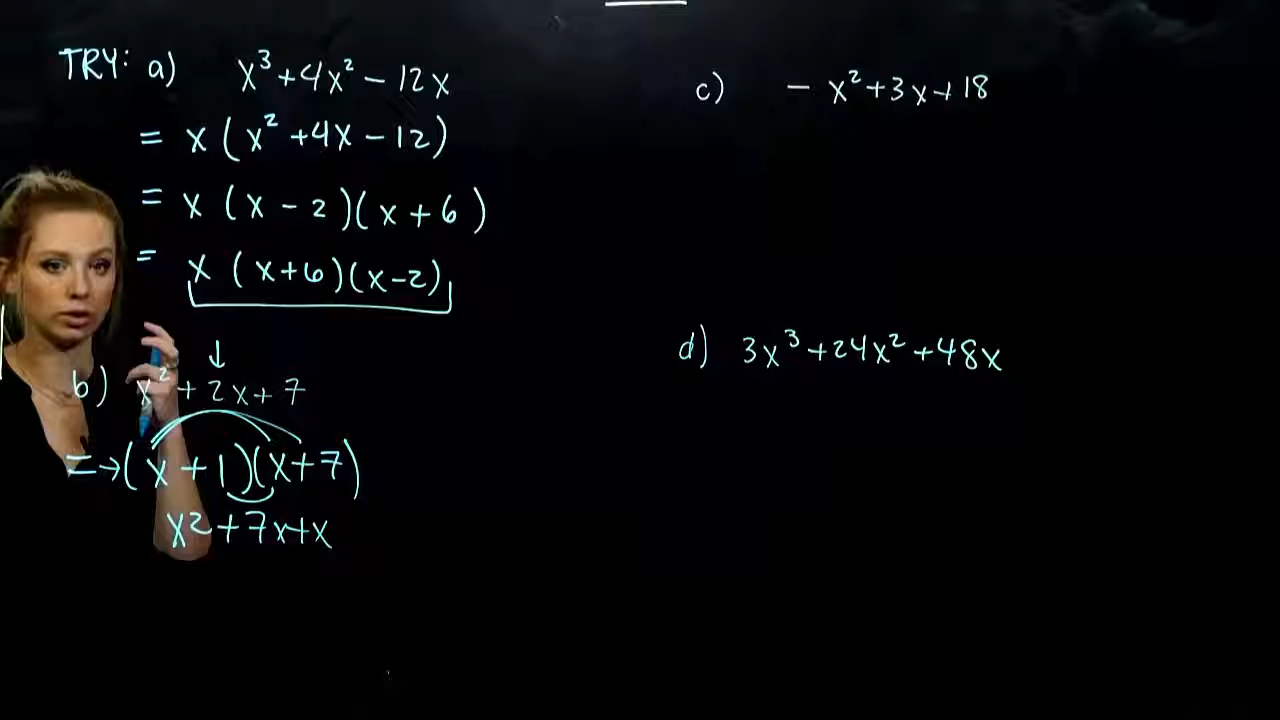 TRY: a) x³+4x²-12x
= x(x²+4x-12)
= x(x-2)(x+6)
= x(x+6)(x-2)
↓
b) x²+2x+7
=→(x+1)(x+7)
x²+7x+x
c) -x²+3x+18
d) 3x³+24x²+48x